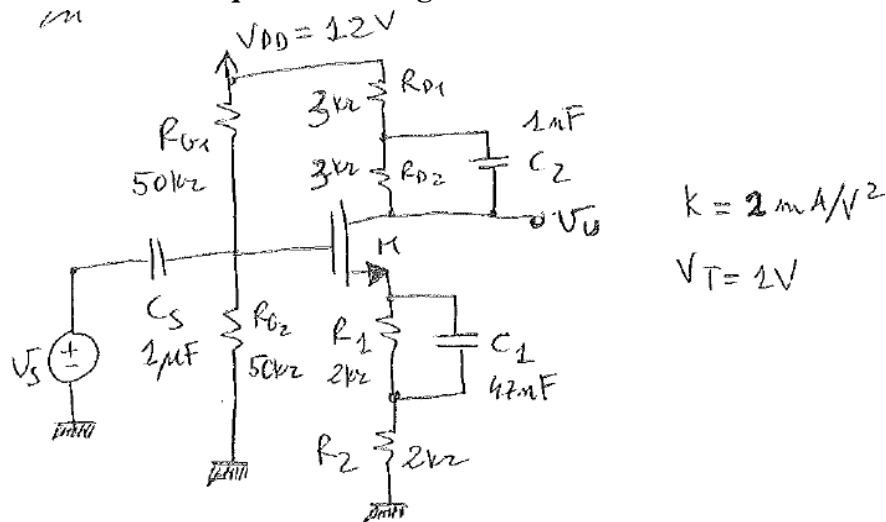 VDD = 12V
RD1
3kΩ
RG1
50kΩ
1nF
C2
3kΩ
RD2
vu
K = 2 mA/V²
VT = 1V
M
CS
1µF
RG2
50kΩ
R1
2kΩ
C1
47nF
vs
R2
2kΩ